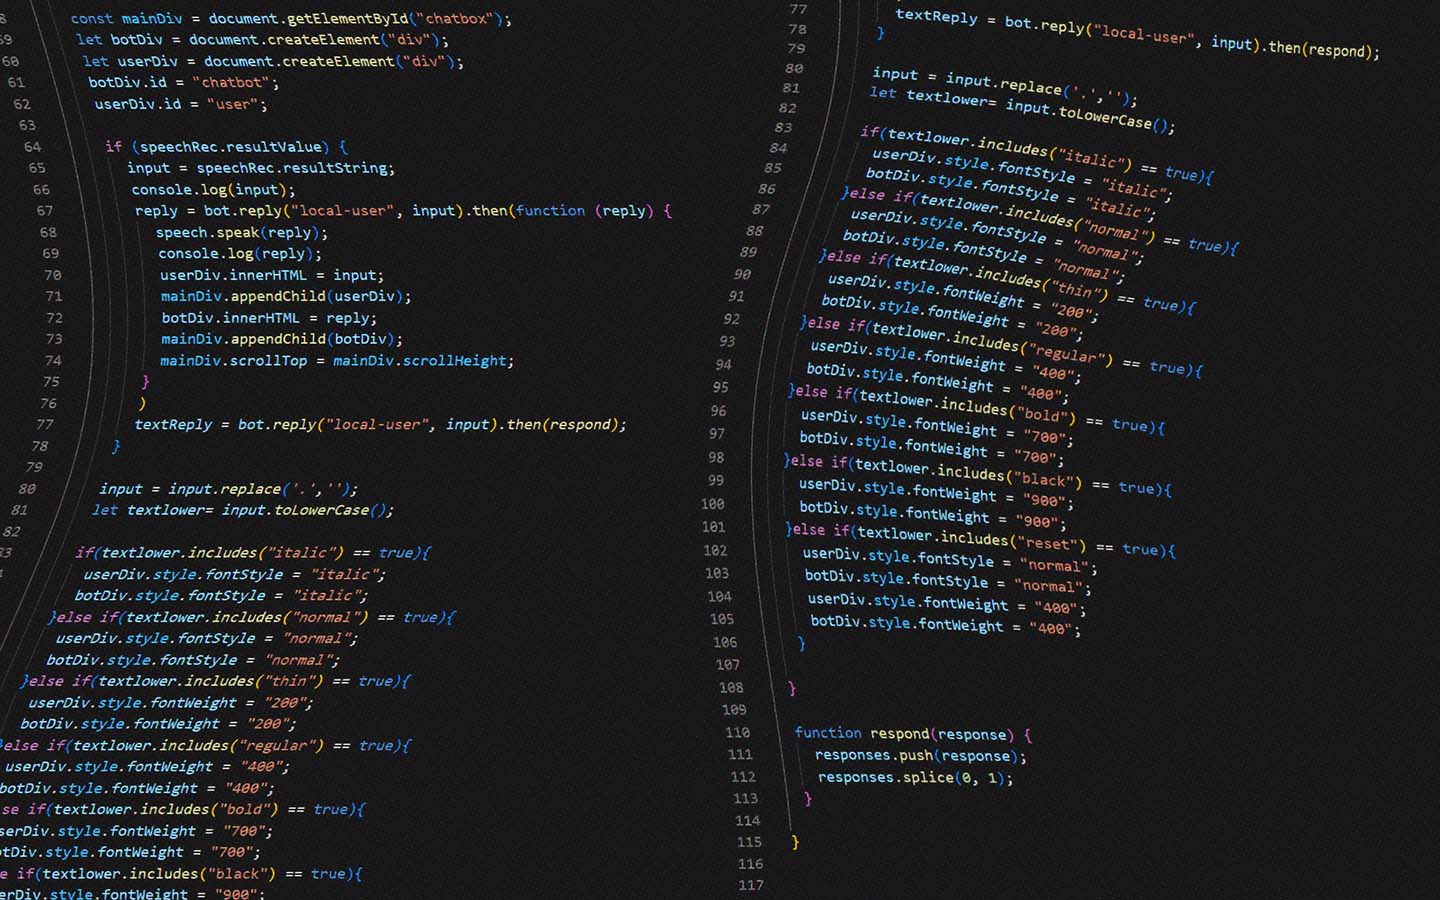 8 const mainDiv = document.getElementById("chatbox");
59 let botDiv = document.createElement("div");
60 let userDiv = document.createElement("div");
61 botDiv.id = "chatbot";
62 userDiv.id = "user";
63
64 if (speechRec.resultValue) {
65 input = speechRec.resultString;
66 console.log(input);
67 reply = bot.reply("local-user", input).then(function (reply) {
68 speech.speak(reply);
69 console.log(reply);
70 userDiv.innerHTML = input;
71 mainDiv.appendChild(userDiv);
72 botDiv.innerHTML = reply;
73 mainDiv.appendChild(botDiv);
74 mainDiv.scrollTop = mainDiv.scrollHeight;
75 }
76 )
77 textReply = bot.reply("local-user", input).then(respond);
78 }
79
80 input = input.replace('.','');
81 let textlower= input.toLowerCase();
82
83 if(textlower.includes("italic") == true){
userDiv.style.fontStyle = "italic";
botDiv.style.fontStyle = "italic";
}else if(textlower.includes("normal") == true){
userDiv.style.fontStyle = "normal";
botDiv.style.fontStyle = "normal";
}else if(textlower.includes("thin") == true){
userDiv.style.fontWeight = "200";
botDiv.style.fontWeight = "200";
}else if(textlower.includes("regular") == true){
userDiv.style.fontWeight = "400";
botDiv.style.fontWeight = "400";
se if(textlower.includes("bold") == true){
serDiv.style.fontWeight = "700";
otDiv.style.fontWeight = "700";
e if(textlower.includes("black") == true){
erDiv.style.fontWeight = "900";
77 textReply = bot.reply("local-user", input).then(respond);
78 }
79
80 input = input.replace('.','');
81 let textlower= input.toLowerCase();
82
83 if(textlower.includes("italic") == true){
84 userDiv.style.fontStyle = "italic";
85 botDiv.style.fontStyle = "italic";
86 }else if(textlower.includes("normal") == true){
87 userDiv.style.fontStyle = "normal";
88 botDiv.style.fontStyle = "normal";
89 }else if(textlower.includes("thin") == true){
90 userDiv.style.fontWeight = "200";
91 botDiv.style.fontWeight = "200";
92 }else if(textlower.includes("regular") == true){
93 userDiv.style.fontWeight = "400";
94 botDiv.style.fontWeight = "400";
95 }else if(textlower.includes("bold") == true){
96 userDiv.style.fontWeight = "700";
97 botDiv.style.fontWeight = "700";
98 }else if(textlower.includes("black") == true){
99 userDiv.style.fontWeight = "900";
100 botDiv.style.fontWeight = "900";
101 }else if(textlower.includes("reset") == true){
102 userDiv.style.fontStyle = "normal";
103 botDiv.style.fontStyle = "normal";
104 userDiv.style.fontWeight = "400";
105 botDiv.style.fontWeight = "400";
106 }
107
108 }
109
110 function respond(response) {
111 responses.push(response);
112 responses.splice(0, 1);
113 }
114
115 }
116
117